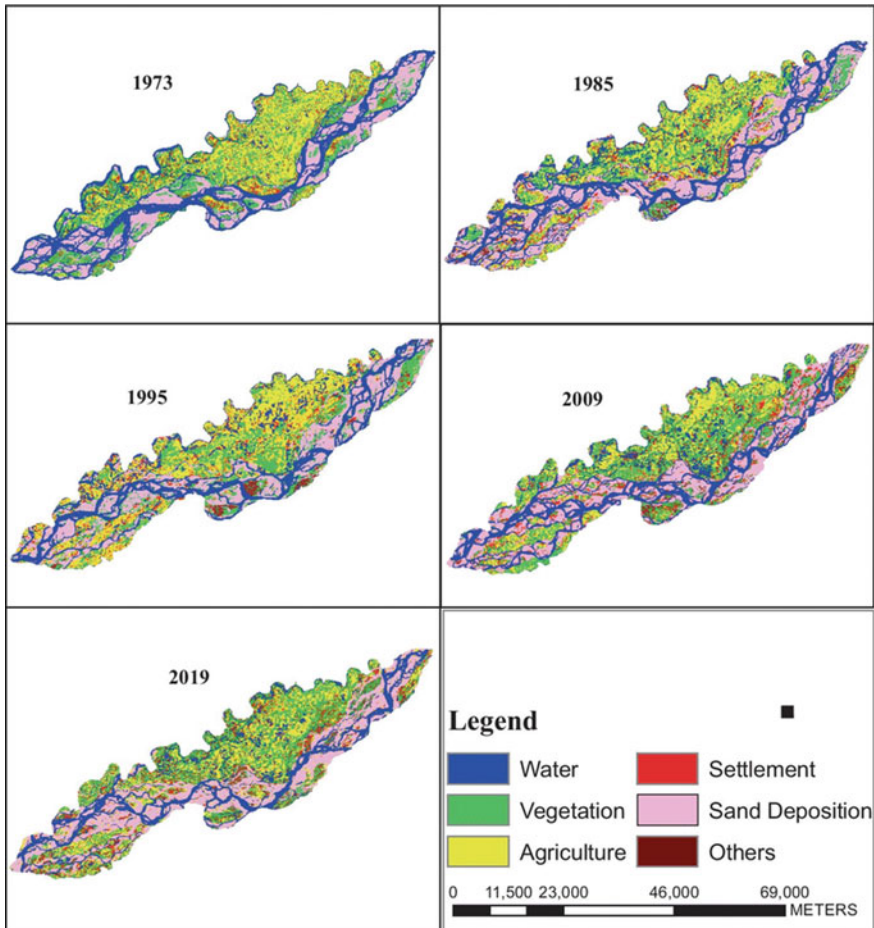 1973
1985
1995
2009
2019
Legend
Water
Settlement
Vegetation
Sand Deposition
Agriculture
Others
0 11,500 23,000 46,000 69,000
METERS